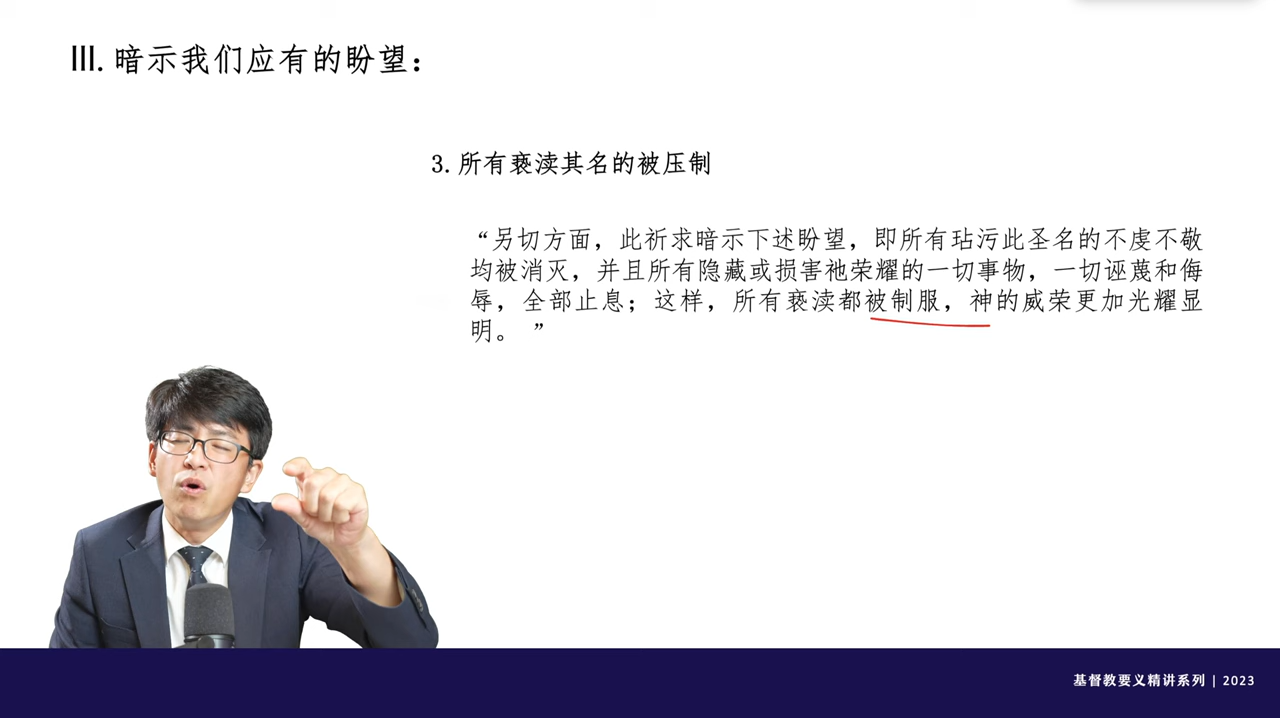 III. 暗示我们应有的盼望：
3. 所有亵渎其名的被压制
“另切方面，此祈求暗示下述盼望，即所有玷污此圣名的不虔不敬
均被消灭，并且所有隐藏或损害祂荣耀的一切事物，一切诬蔑和侮
辱，全部止息；这样，所有亵渎都被制服，神的威荣更加光耀显
明。 ”
基督教要义精讲系列 | 2023